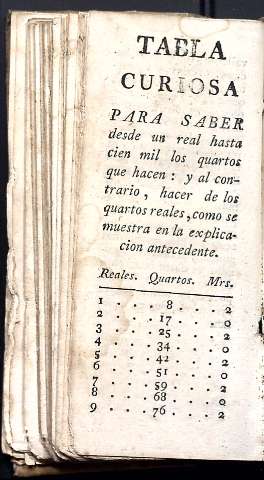 TABLA
CURIOSA
PARA SABER
desde un real hasta
cien mil los quartos
que hacen : y al con-
trario , hacer de los
quartos reales, como se
muestra en la explica-
cion antecedente.
Reales. Quartos. Mrs.
1 . . . . 8 . . . 2
2 . . . . 17 . . . 0
3 . . . . 25 . . . 2
4 . . . . 34 . . . 0
5 . . . . 42 . . . 2
6 . . . . 51 . . . 0
7 . . . . 59 . . . 2
8 . . . . 68 . . . 0
9 . . . . 76 . . . 2